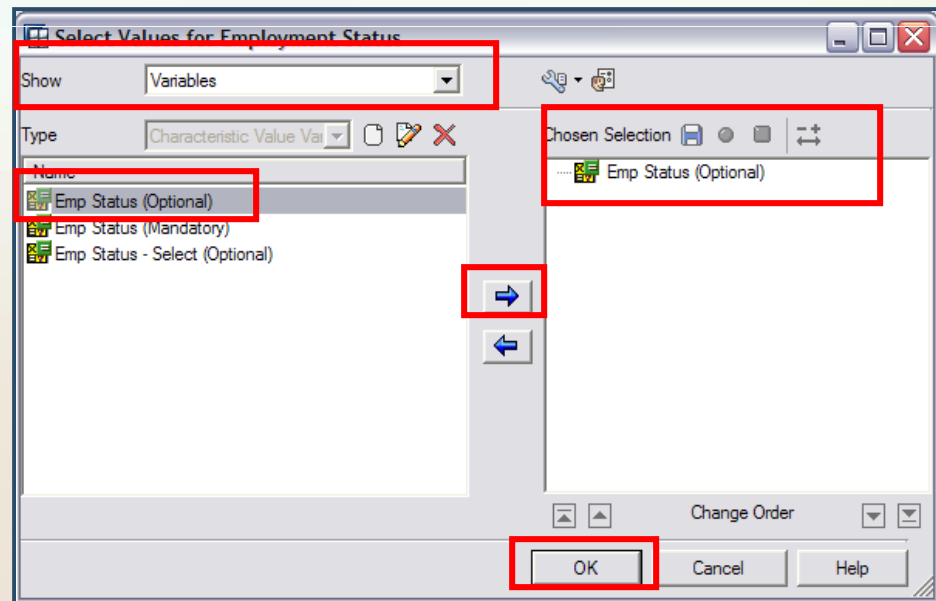 Select Values for Employment Status
Show Variables
Type Characteristic Value Var
Chosen Selection
Name
Emp Status (Optional)
Emp Status (Optional)
Emp Status (Mandatory)
Emp Status - Select (Optional)
Change Order
OK Cancel Help